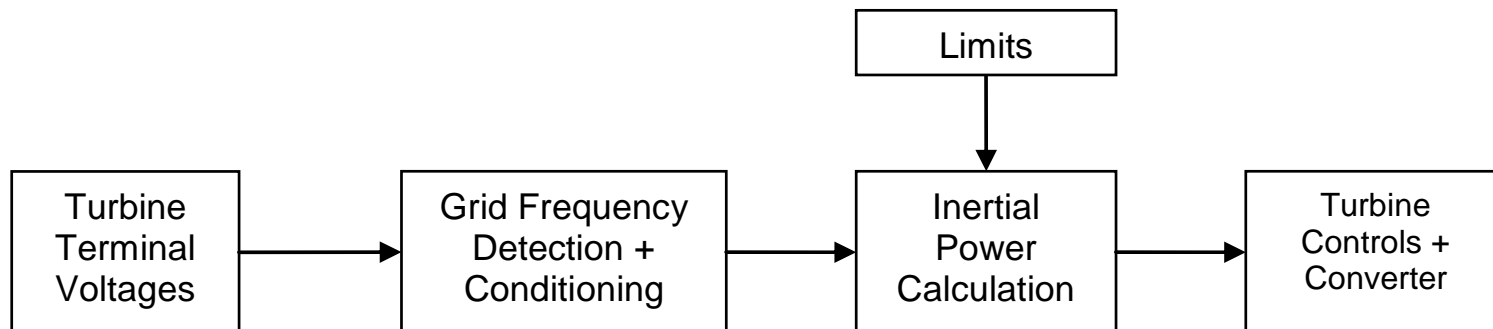 Limits
Turbine
Terminal
Voltages
Grid Frequency
Detection +
Conditioning
Inertial
Power
Calculation
Turbine
Controls +
Converter